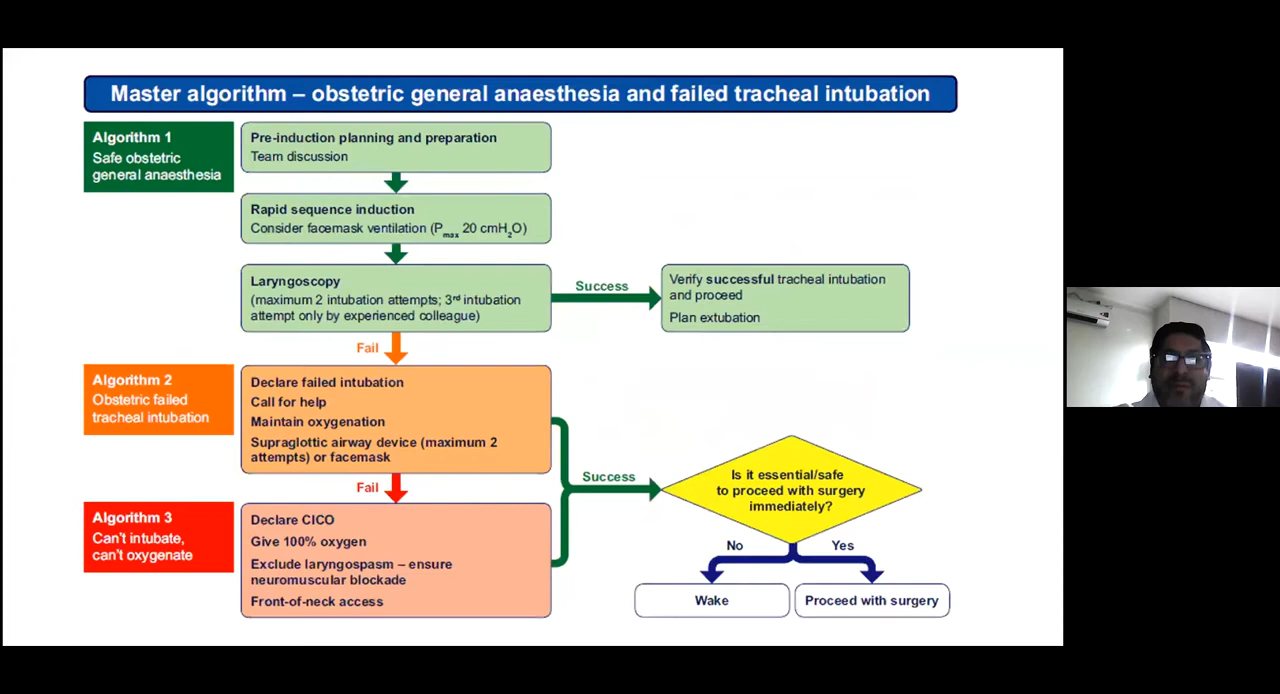 Master algorithm – obstetric general anaesthesia and failed tracheal intubation
Algorithm 1
Safe obstetric
general anaesthesia
Pre-induction planning and preparation
Team discussion
Rapid sequence induction
Consider facemask ventilation (Pmax 20 cmH2O)
Laryngoscopy
(maximum 2 intubation attempts; 3rd intubation
attempt only by experienced colleague)
Success
Verify successful tracheal intubation
and proceed
Plan extubation
Fail
Algorithm 2
Obstetric failed
tracheal intubation
Declare failed intubation
Call for help
Maintain oxygenation
Supraglottic airway device (maximum 2
attempts) or facemask
Success
Is it essential/safe
to proceed with surgery
immediately?
Fail
Algorithm 3
Can't intubate,
can't oxygenate
Declare CICO
Give 100% oxygen
Exclude laryngospasm – ensure
neuromuscular blockade
Front-of-neck access
No
Yes
Wake
Proceed with surgery